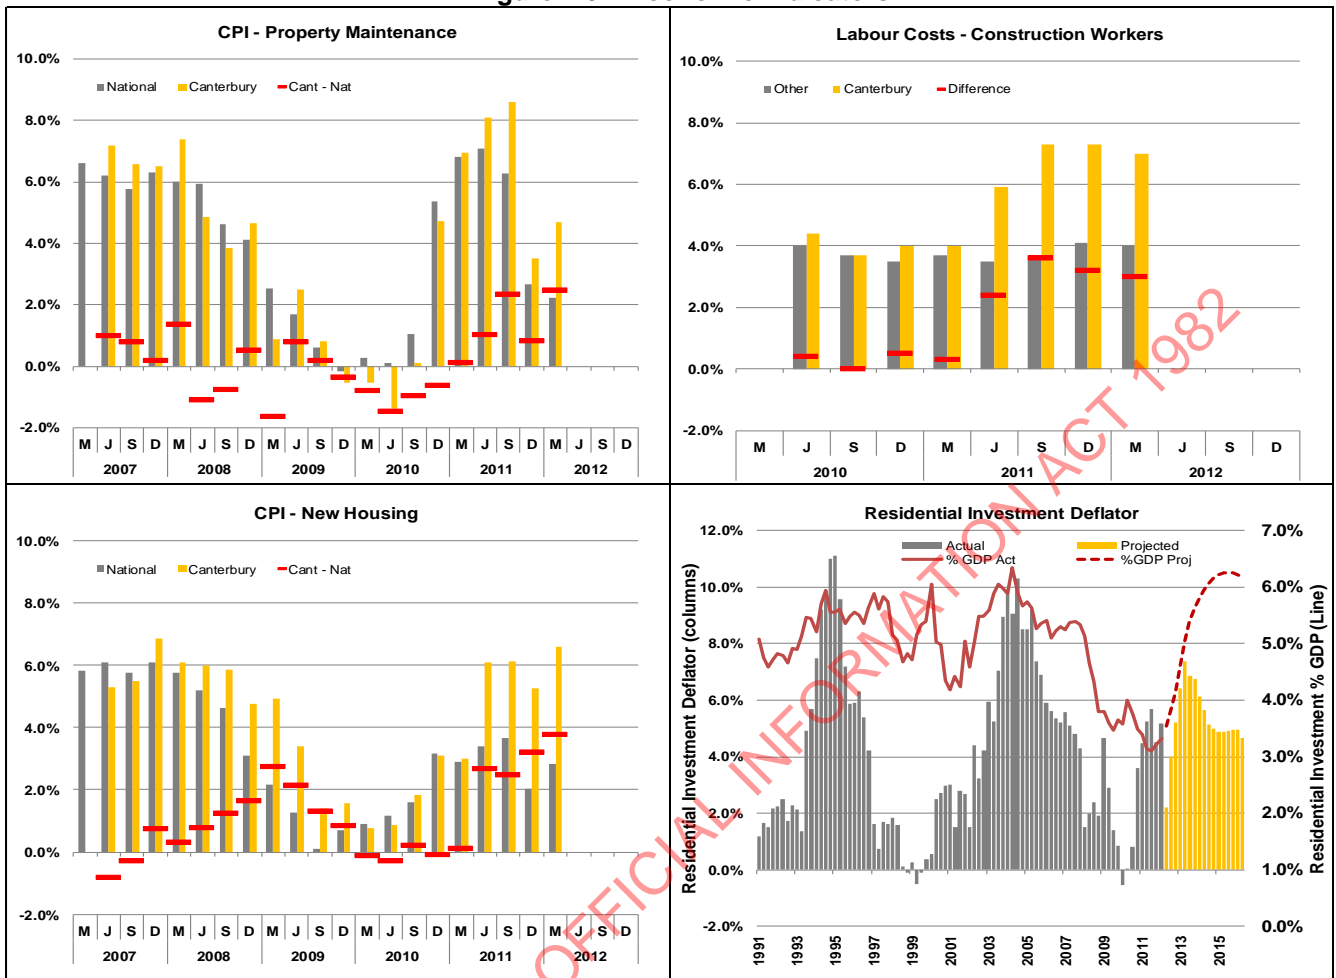 CPI - Property Maintenance
10.0%
8.0%
6.0%
4.0%
2.0%
0.0%
-2.0%
National Canterbury Cant - Nat
M J S D M J S D M J S D M J S D M J S D M J S D
2007 2008 2009 2010 2011 2012
Labour Costs - Construction Workers
10.0%
8.0%
6.0%
4.0%
2.0%
0.0%
-2.0%
Other Canterbury Difference
M J S D M J S D M J S D
2010 2011 2012
CPI - New Housing
10.0%
8.0%
6.0%
4.0%
2.0%
0.0%
-2.0%
National Canterbury Cant - Nat
M J S D M J S D M J S D M J S D M J S D M J S D
2007 2008 2009 2010 2011 2012
Residential Investment Deflator
12.0%
10.0%
8.0%
6.0%
4.0%
2.0%
0.0%
-2.0%
Residential Investment Deflator (columns)
Actual Projected
% GDP Act %GDP Proj
7.0%
6.0%
5.0%
4.0%
3.0%
2.0%
1.0%
0.0%
Residential Investment % GDP (Line)
1991 1993 1995 1997 1999 2001 2003 2005 2007 2009 2011 2013 2015
OFFICIAL INFORMATION ACT 1982